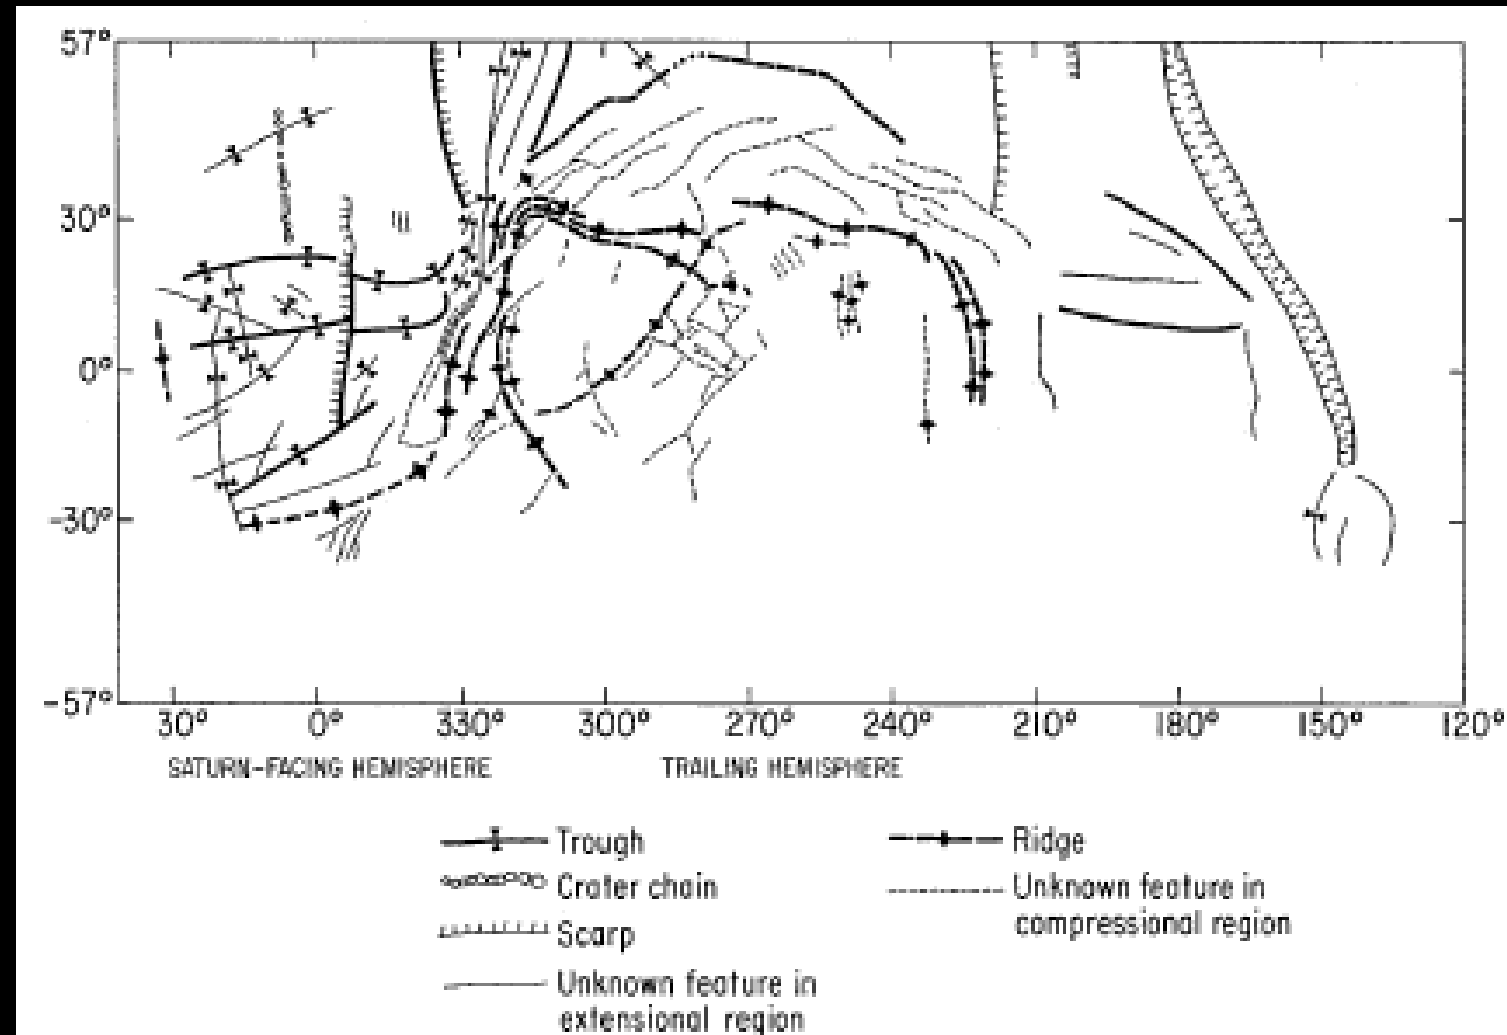 57°
30°
0°
-30°
-57°
30° 0° 330° 300° 270° 240° 210° 180° 150° 120°
SATURN-FACING HEMISPHERE TRAILING HEMISPHERE
Trough
Crater chain
Scarp
Unknown feature in
extensional region
Ridge
Unknown feature in
compressional region